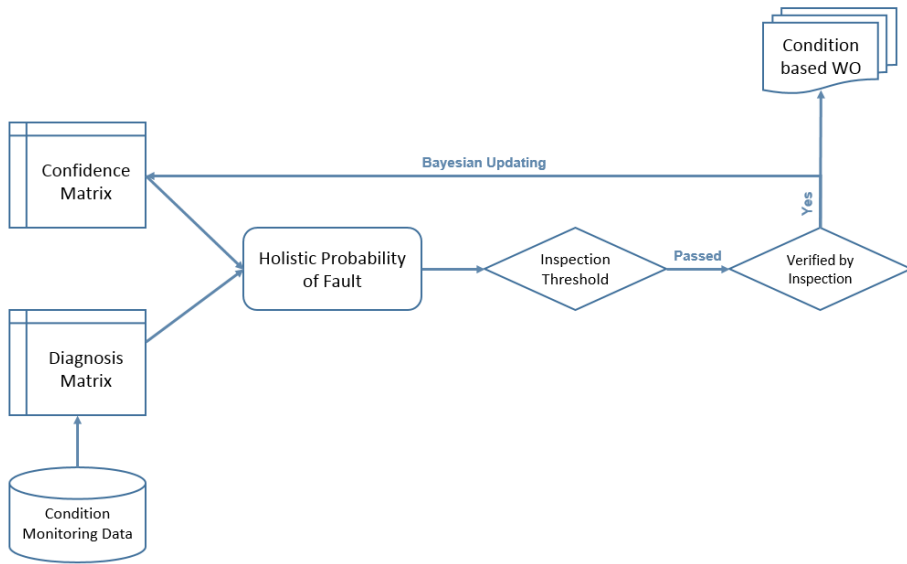 Condition
based WO
Confidence
Matrix
Bayesian Updating
Yes
Holistic Probability
of Fault
Inspection
Threshold
Passed
Verified by
Inspection
Diagnosis
Matrix
Condition
Monitoring Data